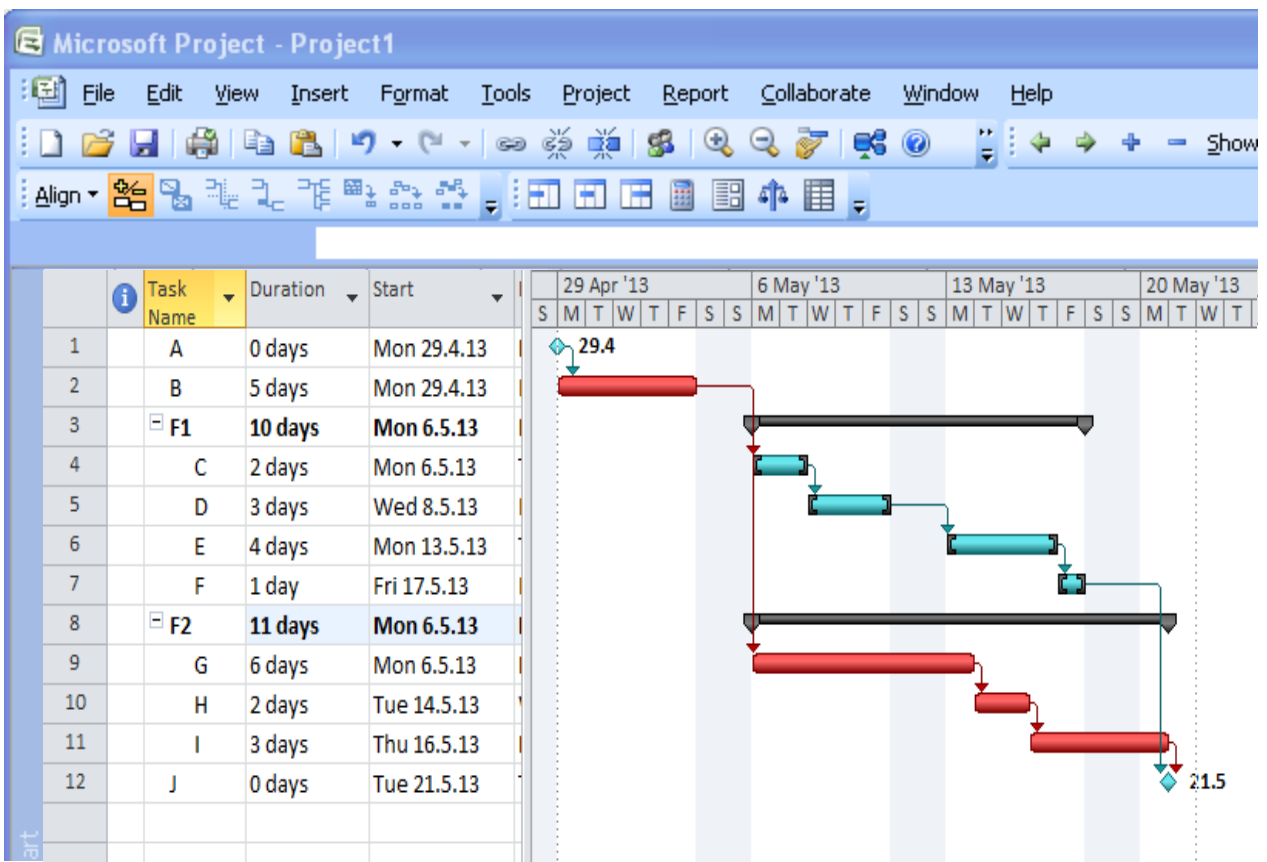 Microsoft Project - Project1
File Edit View Insert Format Tools Project Report Collaborate Window Help
Show
Align
Task Name Duration Start 29 Apr '13 6 May '13 13 May '13 20 May '13
S M T W T F S S M T W T F S S M T W T F S S M T W T
1 A 0 days Mon 29.4.13 29.4
2 B 5 days Mon 29.4.13
3 F1 10 days Mon 6.5.13
4 C 2 days Mon 6.5.13
5 D 3 days Wed 8.5.13
6 E 4 days Mon 13.5.13
7 F 1 day Fri 17.5.13
8 F2 11 days Mon 6.5.13
9 G 6 days Mon 6.5.13
10 H 2 days Tue 14.5.13
11 I 3 days Thu 16.5.13
12 J 0 days Tue 21.5.13 21.5
art